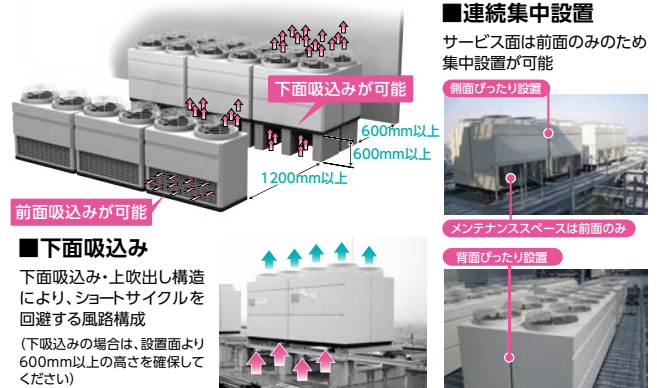 下面吸込みが可能
600mm以上
600mm以上
1200mm以上
前面吸込みが可能
■下面吸込み
下面吸込み・上吹出し構造
により、ショートサイクルを
回避する風路構成
(下吸込みの場合は、設置面より
600mm以上の高さを確保して
ください)
■連続集中設置
サービス面は前面のみのため
集中設置が可能
側面ぴったり設置
メンテナンススペースは前面のみ
背面ぴったり設置